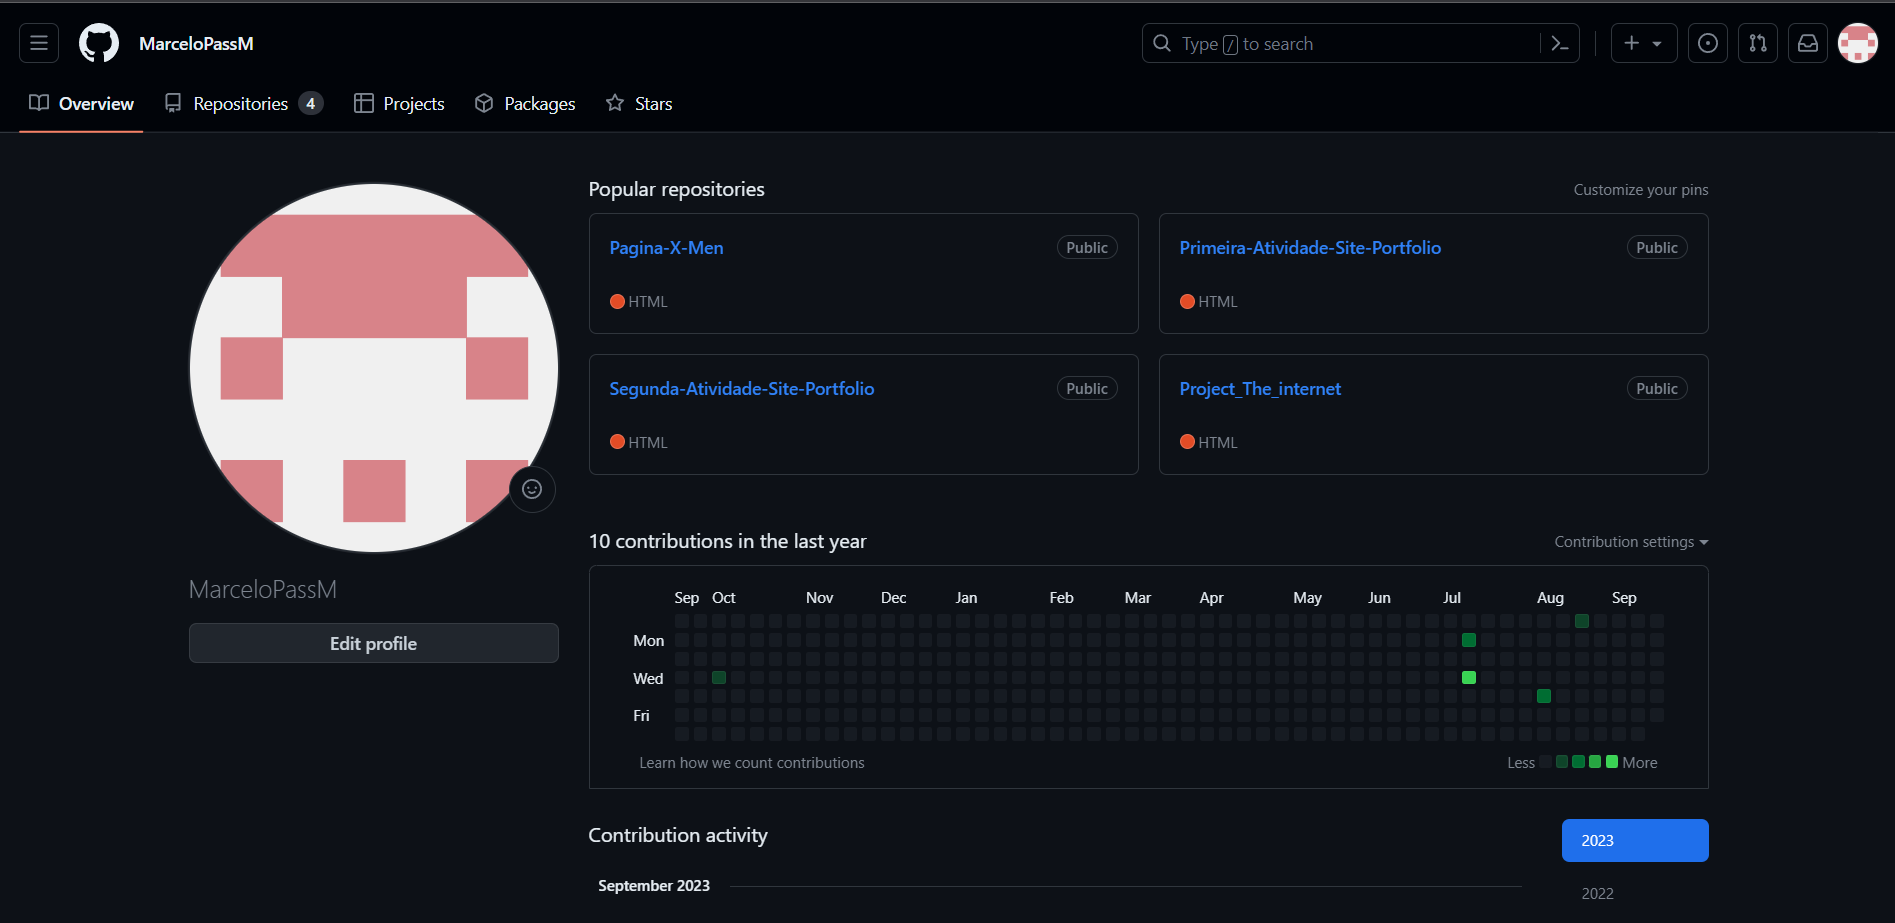 MarceloPassM
Type / to search
Overview
Repositories 4
Projects
Packages
Stars
Popular repositories
Customize your pins
Pagina-X-Men
Public
HTML
Primeira-Atividade-Site-Portfolio
Public
HTML
Segunda-Atividade-Site-Portfolio
Public
HTML
Project_The_internet
Public
HTML
MarceloPassM
Edit profile
10 contributions in the last year
Contribution settings
Sep Oct Nov Dec Jan Feb Mar Apr May Jun Jul Aug Sep
Mon
Wed
Fri
Learn how we count contributions
Less More
Contribution activity
2023
September 2023
2022